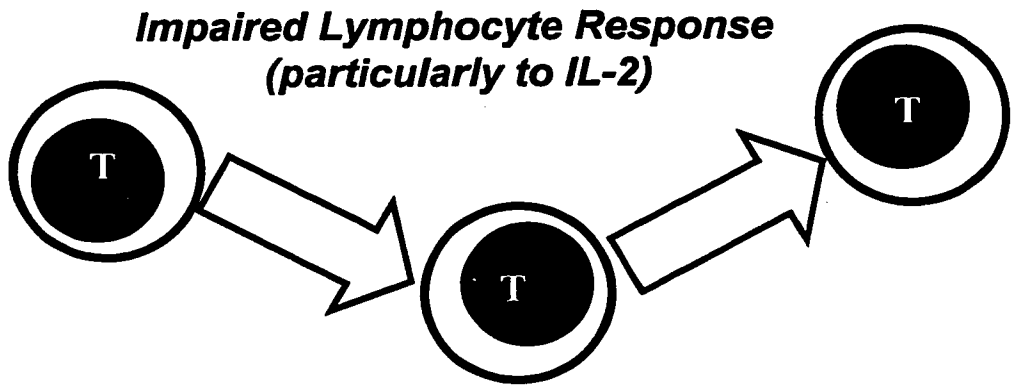 Impaired Lymphocyte Response
(particularly to IL-2)
T
T
T